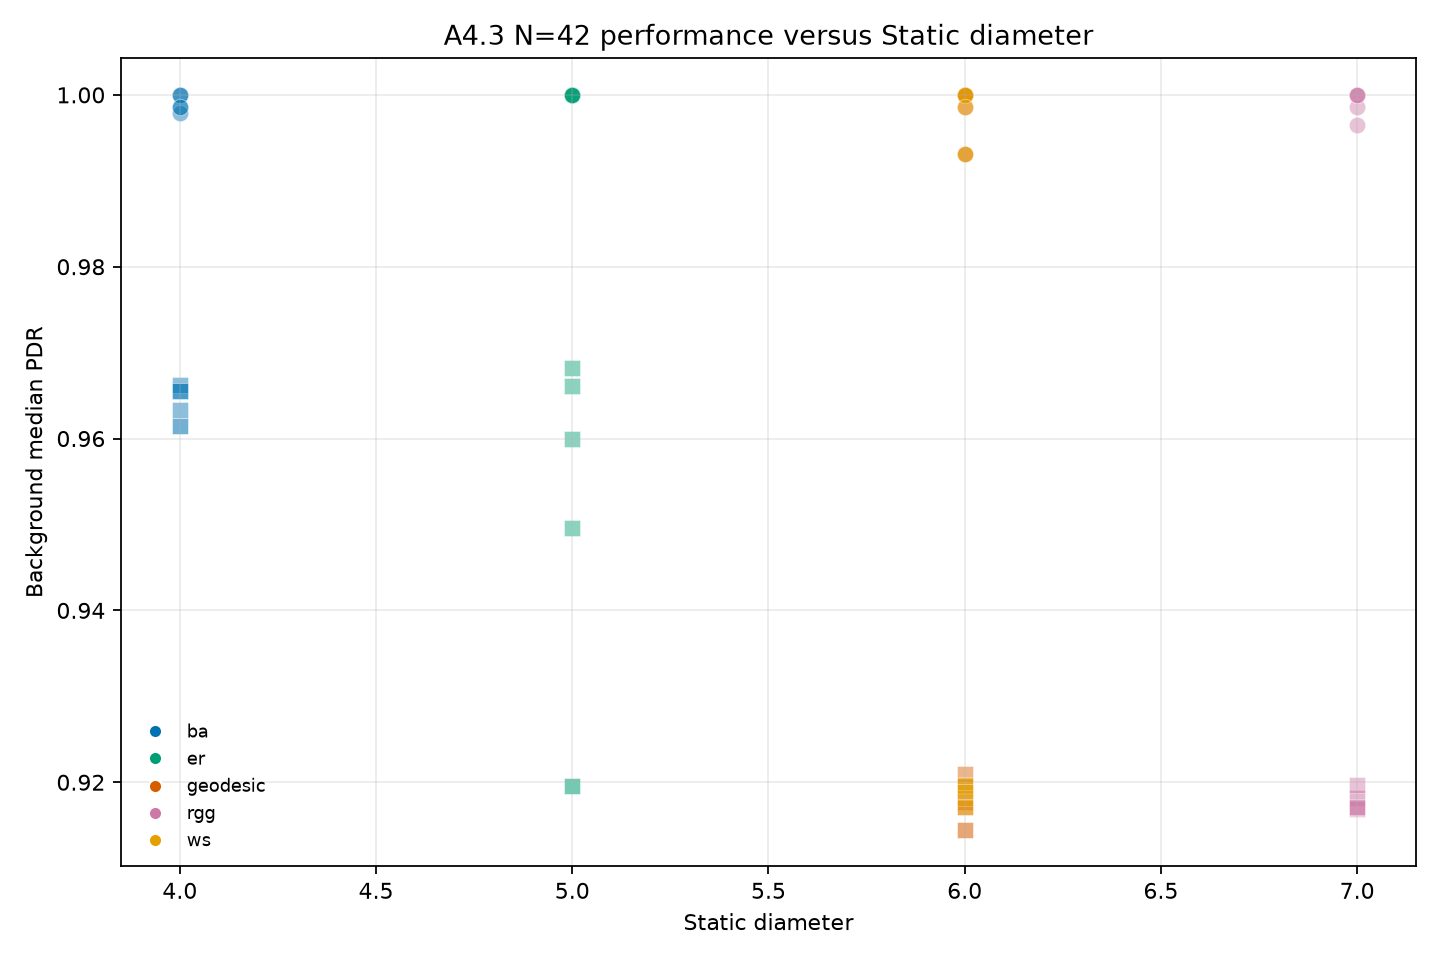 A4.3 N=42 performance versus Static diameter
Background median PDR
1.00
0.98
0.96
0.94
0.92
ba
er
geodesic
rgg
ws
4.0 4.5 5.0 5.5 6.0 6.5 7.0
Static diameter